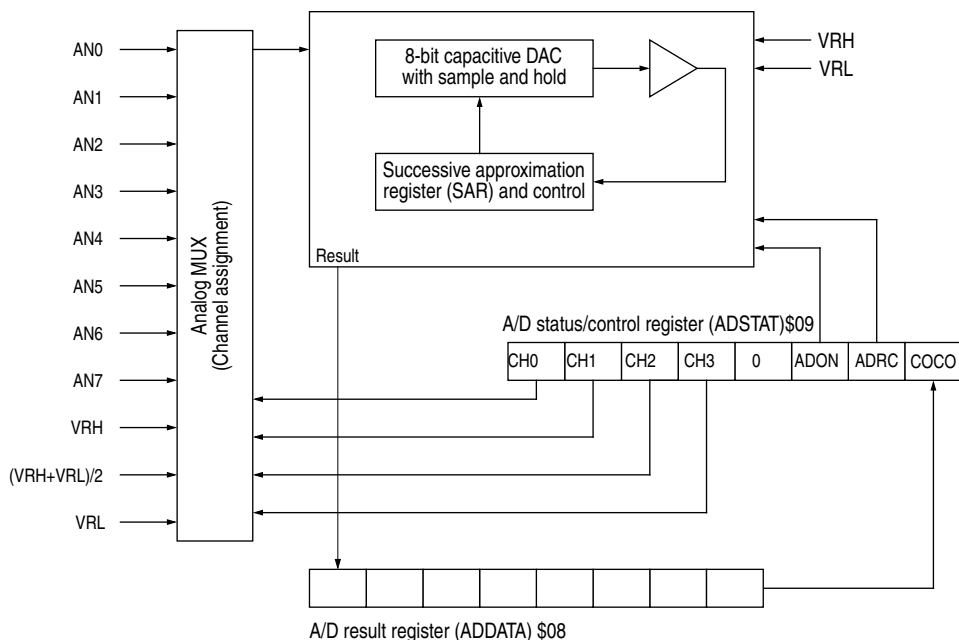 AN0
AN1
AN2
AN3
AN4
AN5
AN6
AN7
VRH
(VRH+VRL)/2
VRL
Analog MUX
(Channel assignment)
8-bit capacitive DAC
with sample and hold
Successive approximation
register (SAR) and control
Result
VRH
VRL
A/D status/control register (ADSTAT)$09
CH0
CH1
CH2
CH3
0
ADON
ADRC
COCO
A/D result register (ADDATA) $08